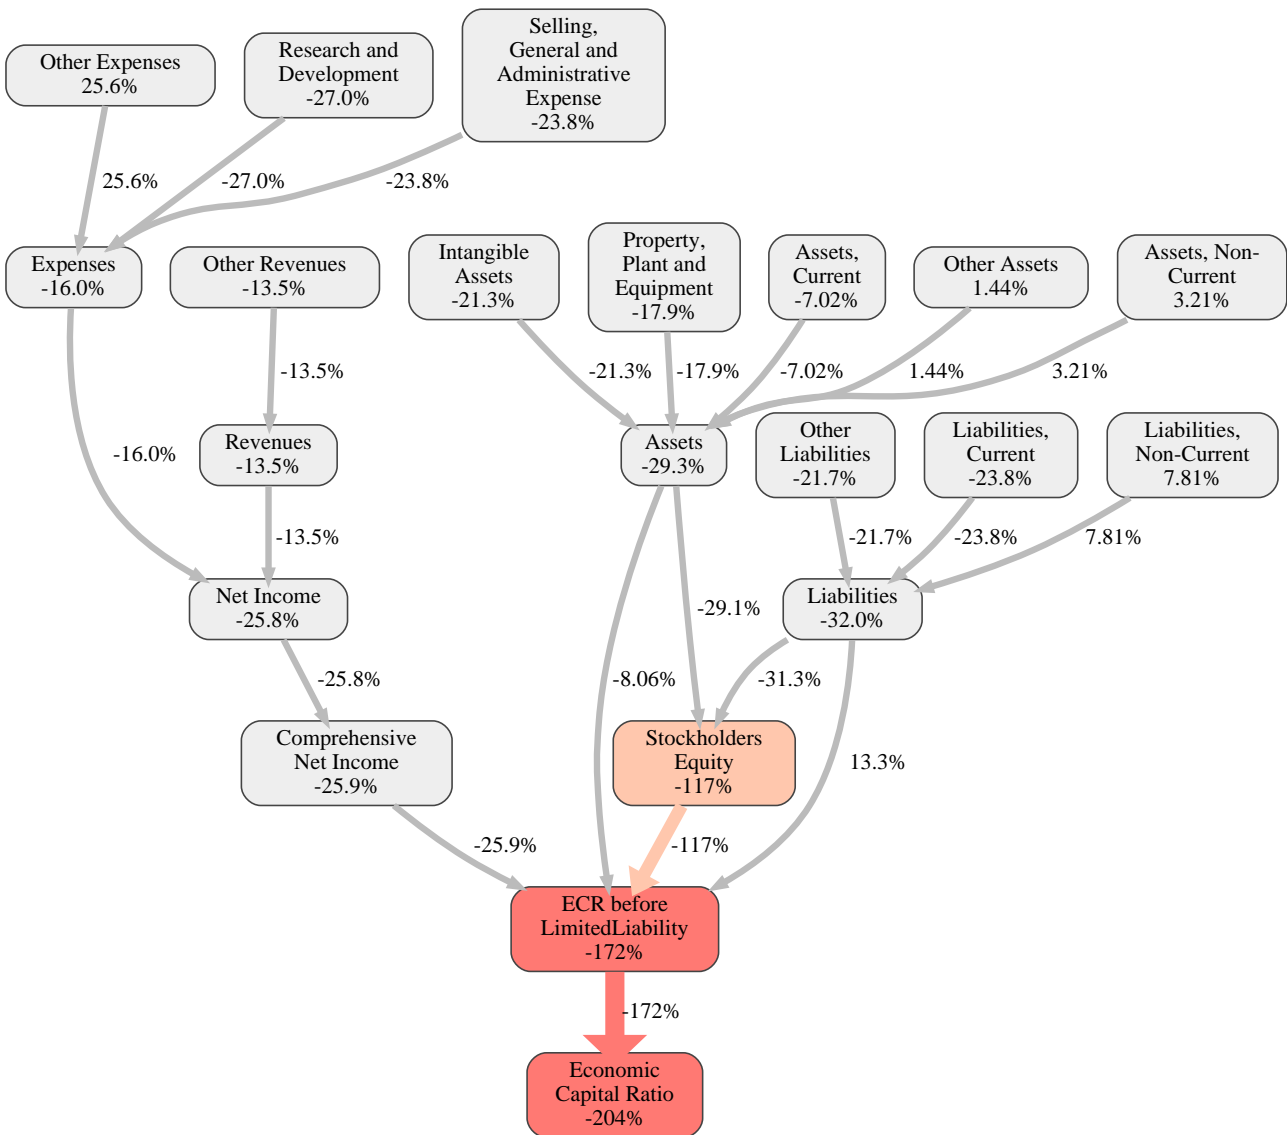 Selling,
General and
Administrative
Expense
-23.8%
Research and
Development
-27.0%
Other Expenses
25.6%
25.6%
-27.0%
-23.8%
Expenses
-16.0%
Other Revenues
-13.5%
Intangible
Assets
-21.3%
Property,
Plant and
Equipment
-17.9%
Assets,
Current
-7.02%
Other Assets
1.44%
Assets, Non-
Current
3.21%
-13.5%
-21.3%
-17.9%
-7.02%
1.44%
3.21%
-16.0%
Revenues
-13.5%
Assets
-29.3%
Other
Liabilities
-21.7%
Liabilities,
Current
-23.8%
Liabilities,
Non-Current
7.81%
-13.5%
-21.7%
-23.8%
7.81%
Net Income
-25.8%
-29.1%
Liabilities
-32.0%
-25.8%
-8.06%
-31.3%
Comprehensive
Net Income
-25.9%
Stockholders
Equity
-117%
13.3%
-25.9%
-117%
ECR before
LimitedLiability
-172%
-172%
Economic
Capital Ratio
-204%